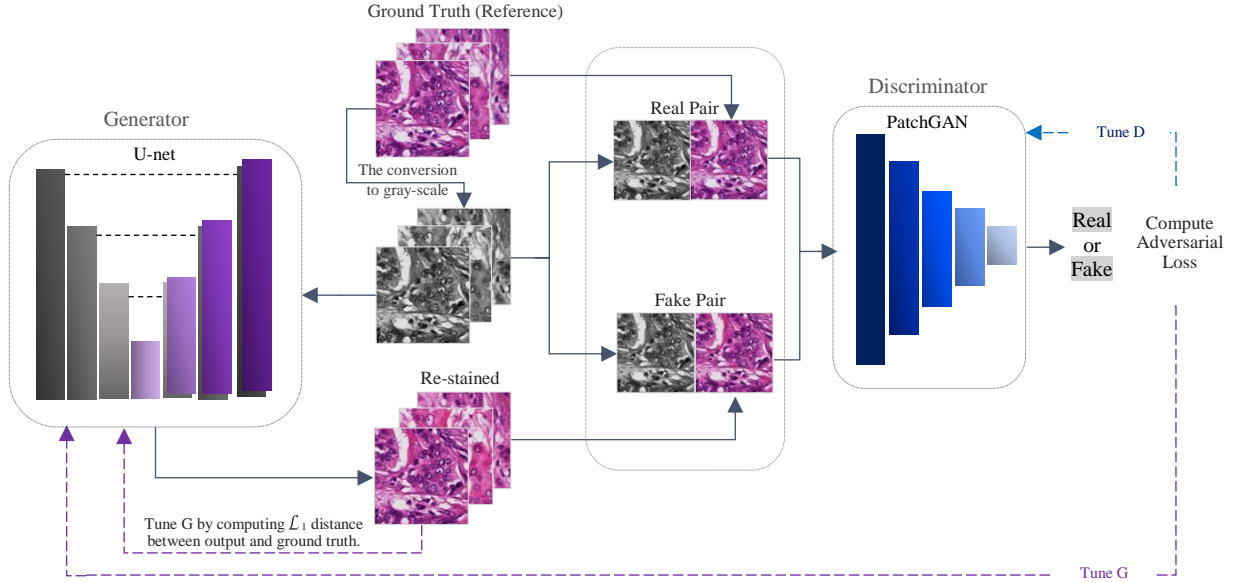 Ground Truth (Reference)
Generator
U-net
The conversion
to gray-scale
Real Pair
Fake Pair
Discriminator
PatchGAN
Tune D
Real
or
Fake
Compute
Adversarial
Loss
Re-stained
Tune G by computing ℒ₁ distance
between output and ground truth.
Tune G